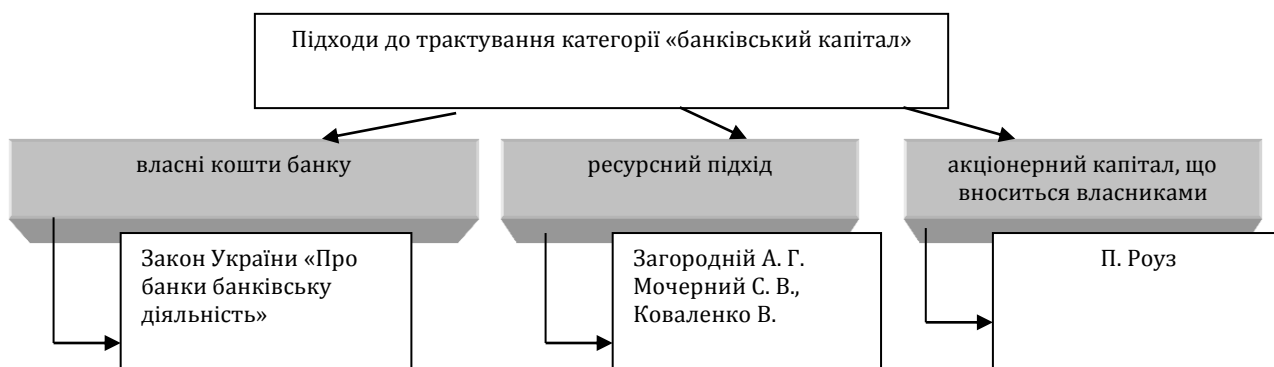 Підходи до трактування категорії «банківський капітал»
власні кошти банку
ресурсний підхід
акціонерний капітал, що
вноситься власниками
Закон України «Про
банки банківську
діяльність»
Загородній А. Г.
Мочерний С. В.,
Коваленко В.
П. Роуз